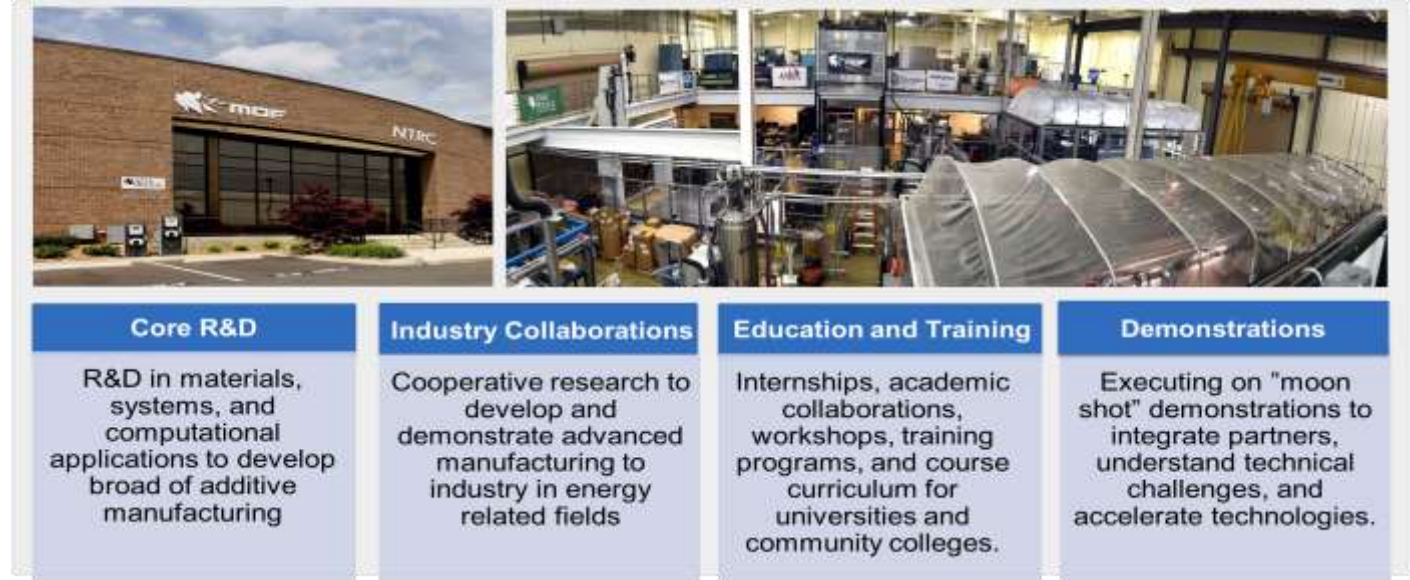 MDF
NTRC
Core R&D
R&D in materials,
systems, and
computational
applications to develop
broad of additive
manufacturing
Industry Collaborations
Cooperative research to
develop and
demonstrate advanced
manufacturing to
industry in energy
related fields
Education and Training
Internships, academic
collaborations,
workshops, training
programs, and course
curriculum for
universities and
community colleges.
Demonstrations
Executing on "moon
shot” demonstrations to
integrate partners,
understand technical
challenges, and
accelerate technologies.